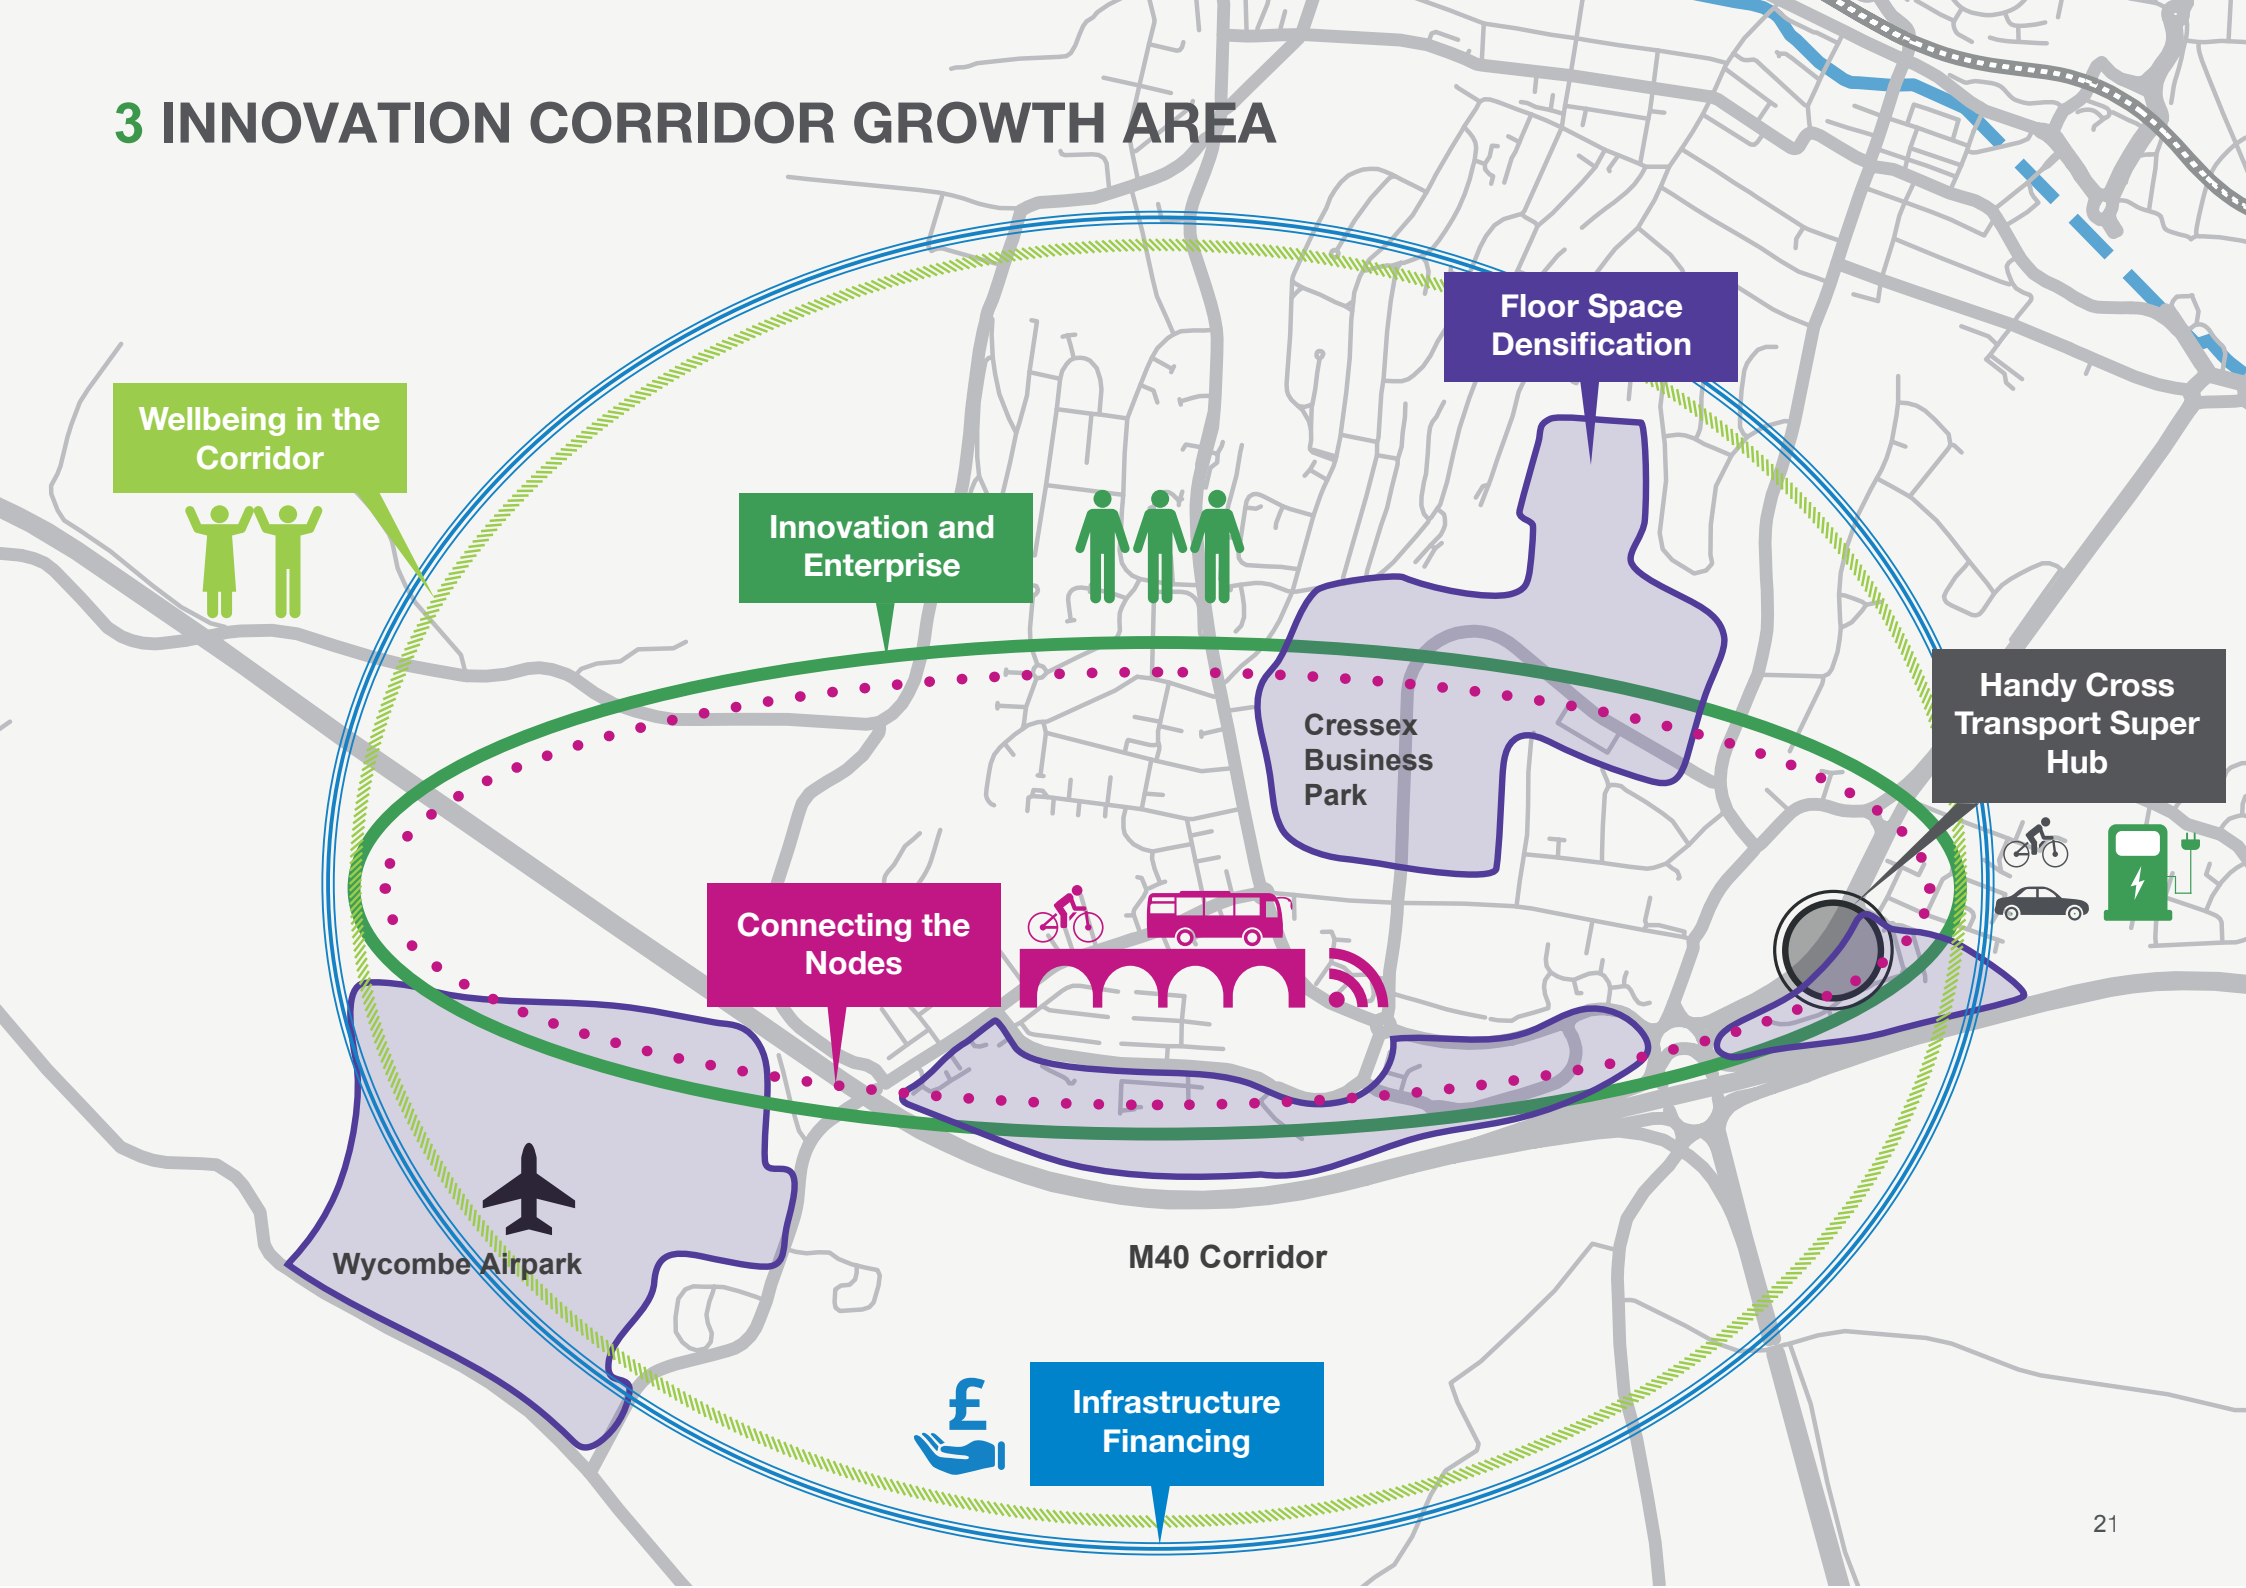 3 INNOVATION CORRIDOR GROWTH AREA
Floor Space
Densification
Wellbeing in the
Corridor
Innovation and
Enterprise
Handy Cross
Transport Super
Hub
Cressex
Business
Park
Connecting the
Nodes
Wycombe Airpark
M40 Corridor
£
Infrastructure
Financing
21